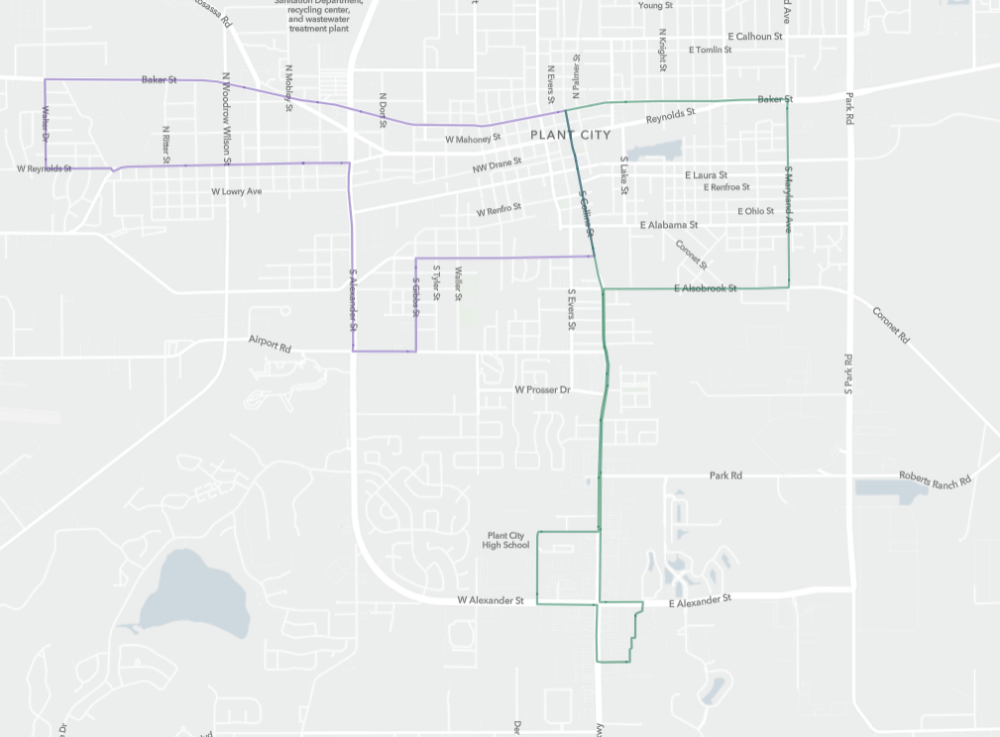 Sanitation Department,
recycling center,
and wastewater
treatment plant
Young St
E Calhoun St
N Knight St
E Tomlin St
N Palmer St
N Evers St
N Mobley St
N Woodrow Wilson St
Baker St
N Dort St
Baker St
Park Rd
Reynolds St
Walter Dr
N Ritter St
W Mahoney St
PLANT CITY
NW Drane St
W Reynolds St
S Lake St
E Laura St
E Renfroe St
S Maryland Ave
W Lowry Ave
W Renfro St
S Collins St
E Ohio St
E Alabama St
Coronet St
S Alexander St
S Gibbs St
S Tyler St
Waller St
S Evers St
E Alsobrook St
Coronet Rd
Airport Rd
S Park Rd
W Prosser Dr
Park Rd
Roberts Ranch Rd
Plant City
High School
W Alexander St
E Alexander St